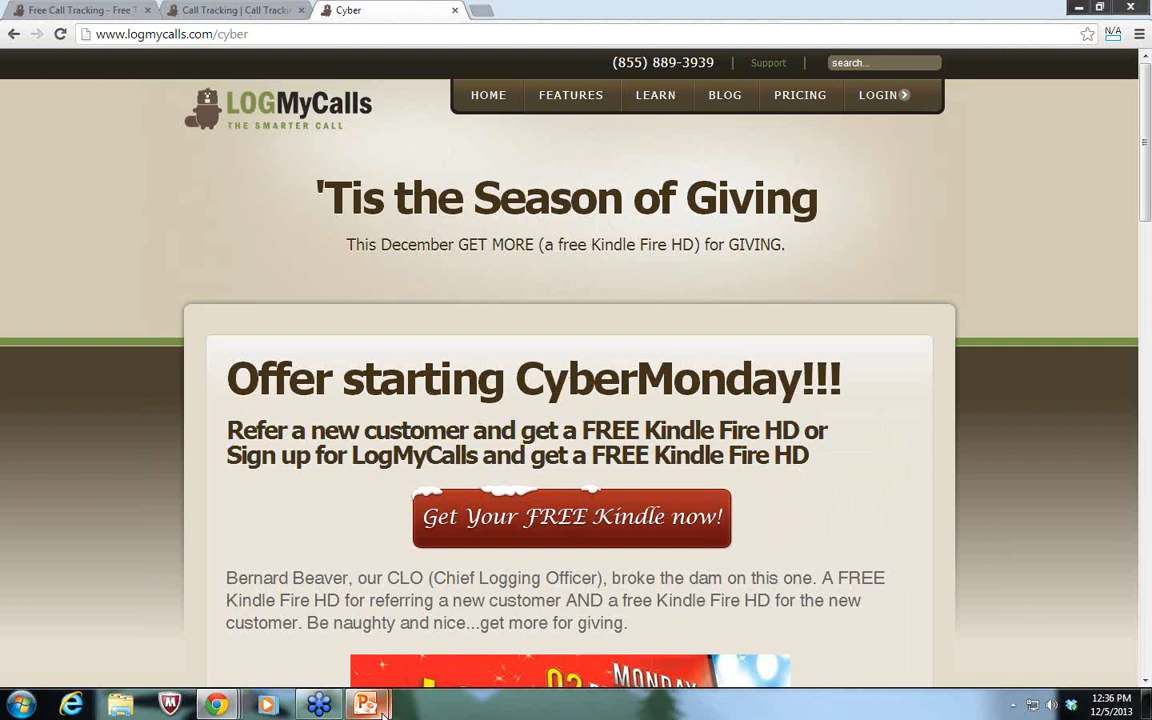 Free Call Tracking - Free T
Call Tracking | Call Trackin
Cyber
www.logmycalls.com/cyber
N/A
(855) 889-3939 | Support | search...
LOGMyCalls
THE SMARTER CALL
HOME FEATURES LEARN BLOG PRICING LOGIN
'Tis the Season of Giving
This December GET MORE (a free Kindle Fire HD) for GIVING.
Offer starting CyberMonday!!!
Refer a new customer and get a FREE Kindle Fire HD or
Sign up for LogMyCalls and get a FREE Kindle Fire HD
Get Your FREE Kindle now!
Bernard Beaver, our CLO (Chief Logging Officer), broke the dam on this one. A FREE
Kindle Fire HD for referring a new customer AND a free Kindle Fire HD for the new
customer. Be naughty and nice...get more for giving.
MONDAY
12:36 PM
12/5/2013